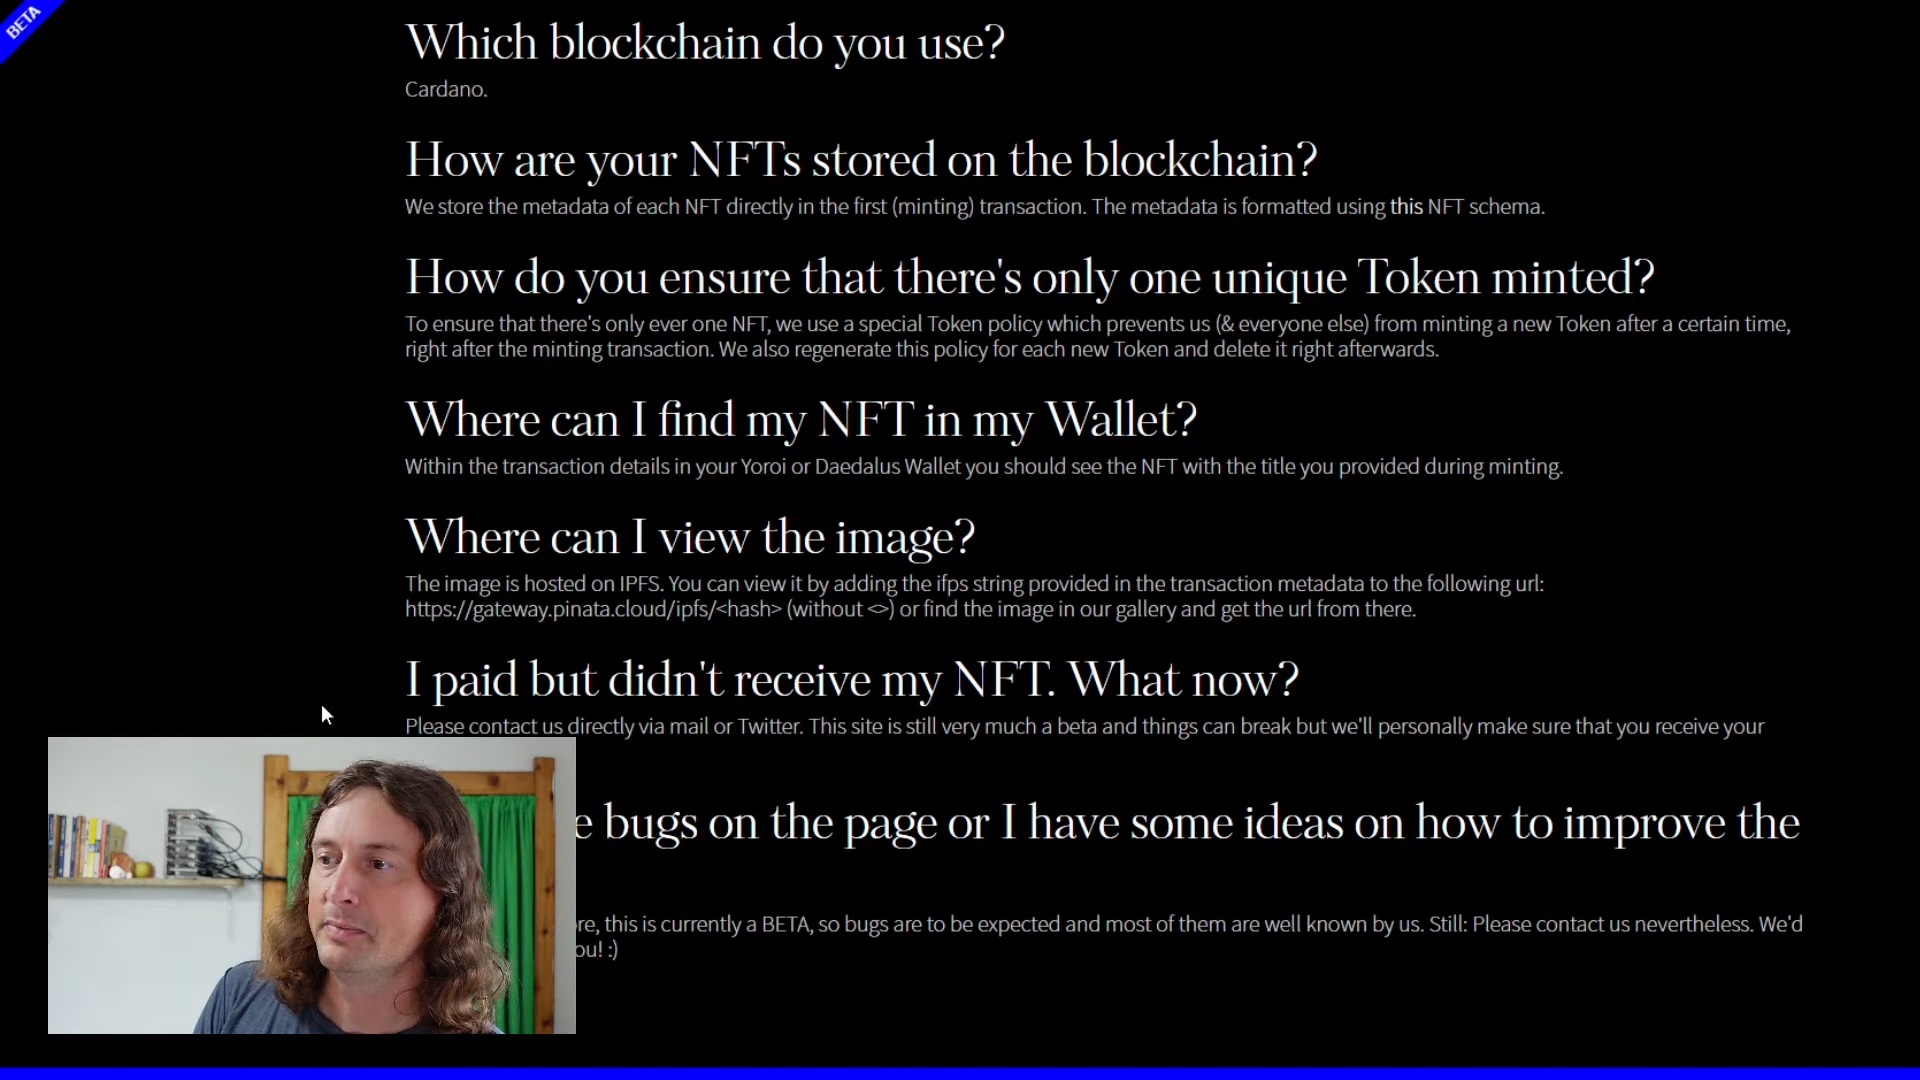 BETA
Which blockchain do you use?
Cardano.
How are your NFTs stored on the blockchain?
We store the metadata of each NFT directly in the first (minting) transaction. The metadata is formatted using this NFT schema.
How do you ensure that there's only one unique Token minted?
To ensure that there's only ever one NFT, we use a special Token policy which prevents us (& everyone else) from minting a new Token after a certain time,
right after the minting transaction. We also regenerate this policy for each new Token and delete it right afterwards.
Where can I find my NFT in my Wallet?
Within the transaction details in your Yoroi or Daedalus Wallet you should see the NFT with the title you provided during minting.
Where can I view the image?
The image is hosted on IPFS. You can view it by adding the ifps string provided in the transaction metadata to the following url:
https://gateway.pinata.cloud/ipfs/<hash> (without <>) or find the image in our gallery and get the url from there.
I paid but didn't receive my NFT. What now?
Please contact us directly via mail or Twitter. This site is still very much a beta and things can break but we'll personally make sure that you receive your
bugs on the page or I have some ideas on how to improve the
this is currently a BETA, so bugs are to be expected and most of them are well known by us. Still: Please contact us nevertheless. We'd
ou! :)